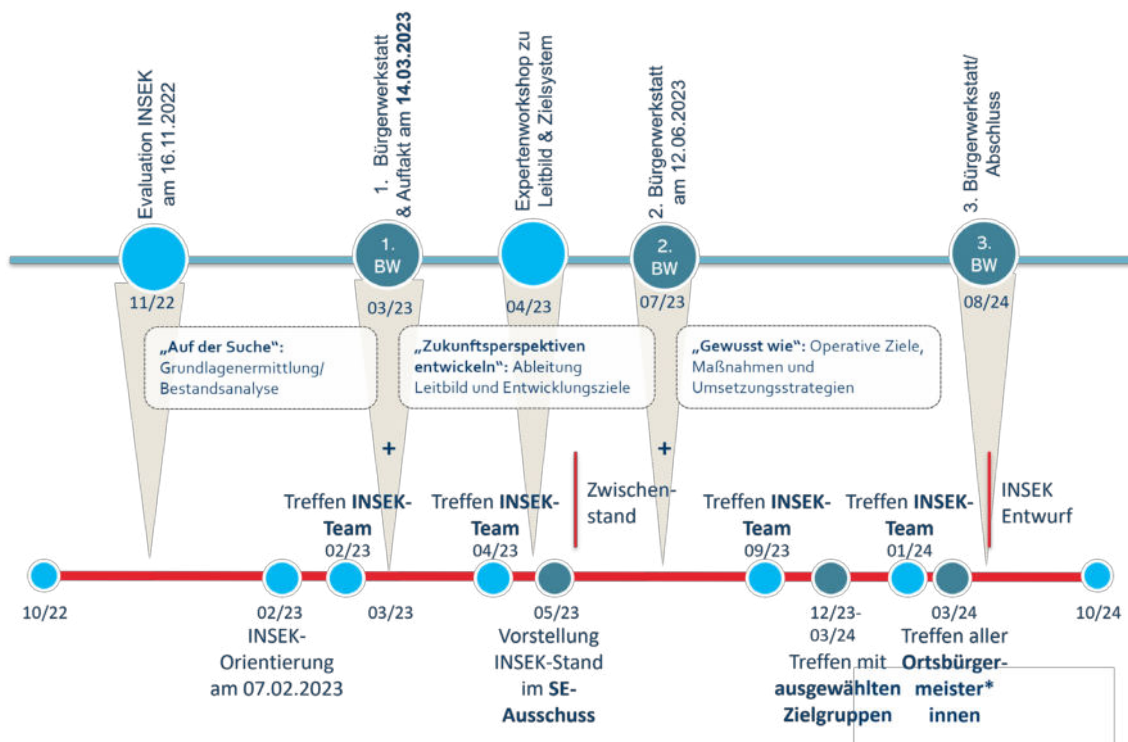 Evaluation INSEK
am 16.11.2022
1. Bürgerwerkstatt
& Auftakt am 14.03.2023
Expertenworkshop zu
Leitbild & Zielsystem
2. Bürgerwerkstatt
am 12.06.2023
3. Bürgerwerkstatt/
Abschluss
1.
BW
2.
BW
3.
BW
11/22
03/23
04/23
07/23
08/24
„Auf der Suche“:
Grundlagenermittlung/
Bestandsanalyse
„Zukunftsperspektiven
entwickeln“: Ableitung
Leitbild und Entwicklungsziele
„Gewusst wie“: Operative Ziele,
Maßnahmen und
Umsetzungsstrategien
+
+
Treffen INSEK-
Team
02/23
Treffen INSEK-
Team
04/23
Zwischen-
stand
Treffen INSEK-
Team
09/23
Treffen INSEK-
Team
01/24
INSEK
Entwurf
10/22
02/23
INSEK-
Orientierung
am 07.02.2023
03/23
05/23
Vorstellung
INSEK-Stand
im SE-
Ausschuss
12/23-
03/24
Treffen mit
ausgewählten
Zielgruppen
03/24
Treffen aller
Ortsbürger-
meister*
innen
10/24